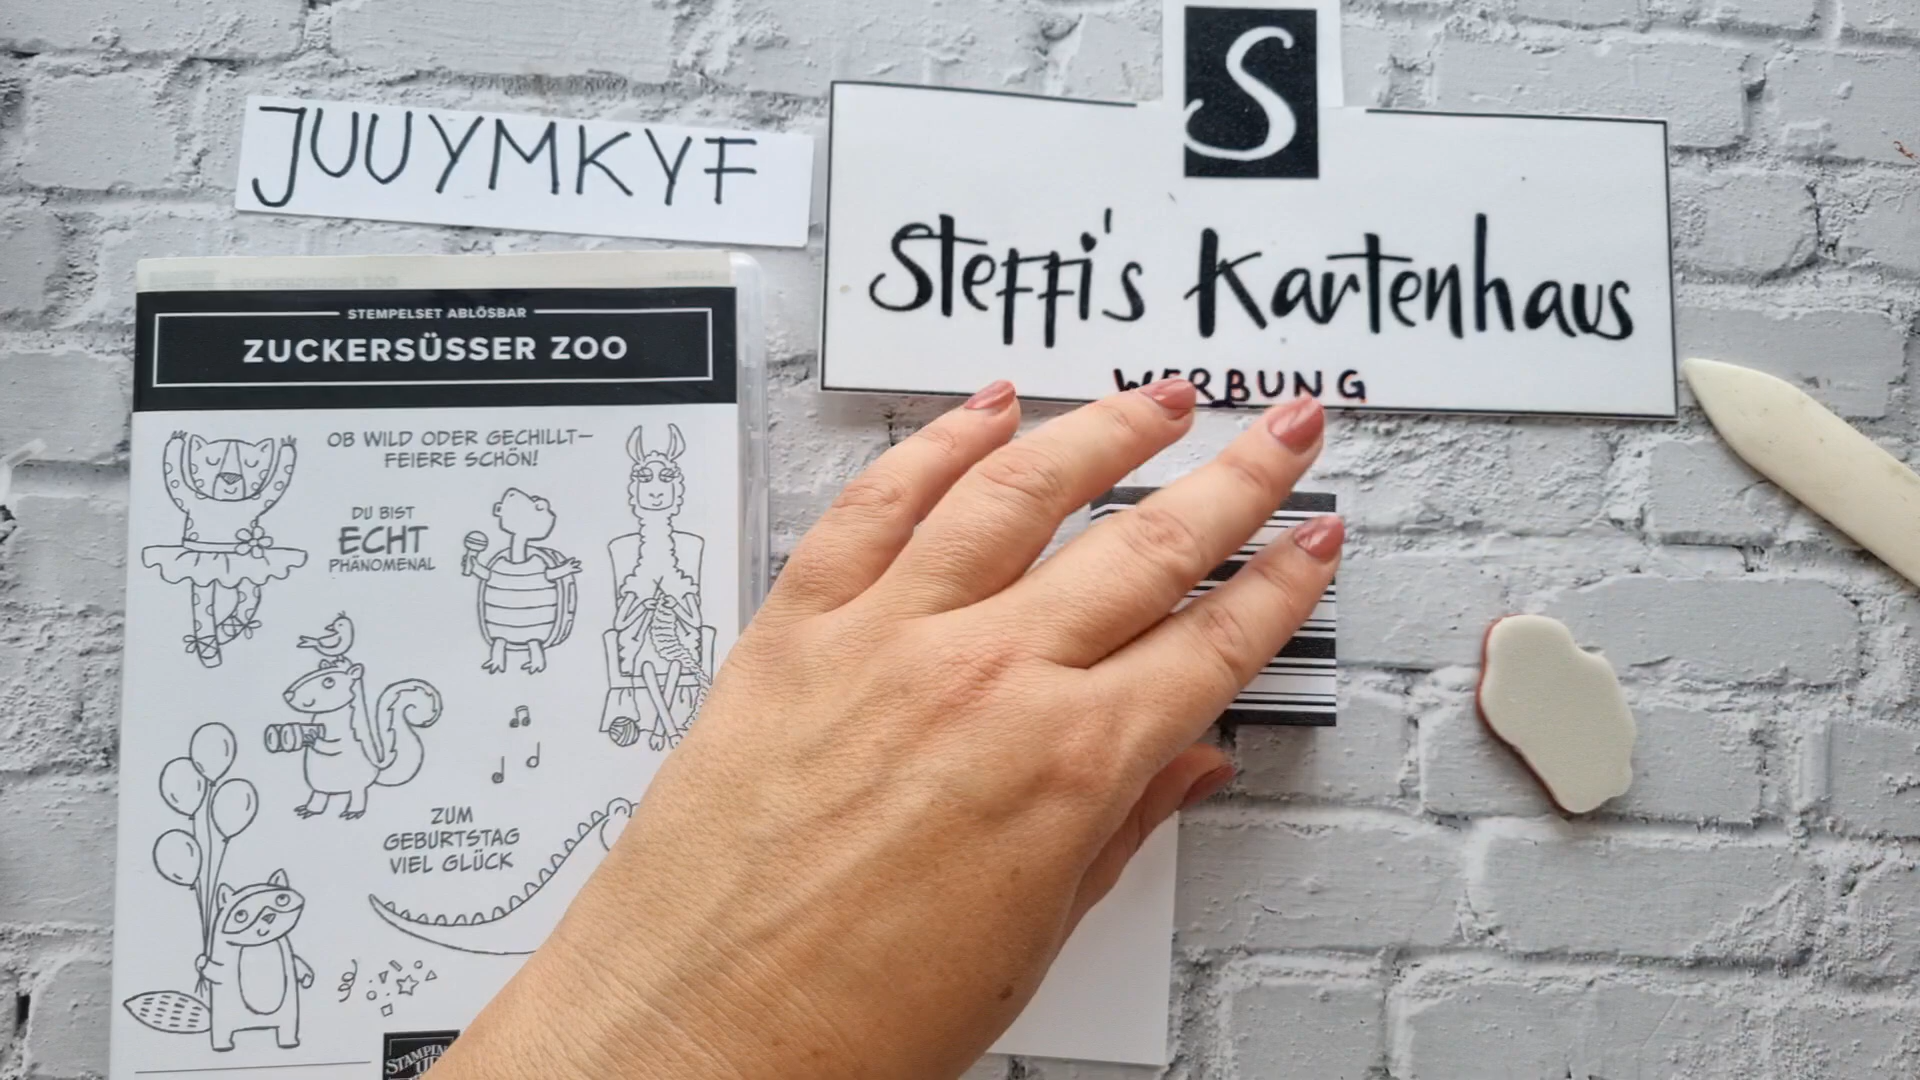 S
JUUYMKYF
Steffi's Kartenhaus
WERBUNG
STEMPELSET ABLÖSBAR
ZUCKERSÜSSER ZOO
OB WILD ODER GECHILLT–
FEIERE SCHÖN!
DU BIST
ECHT
PHÄNOMENAL
ZUM
GEBURTSTAG
VIEL GLÜCK